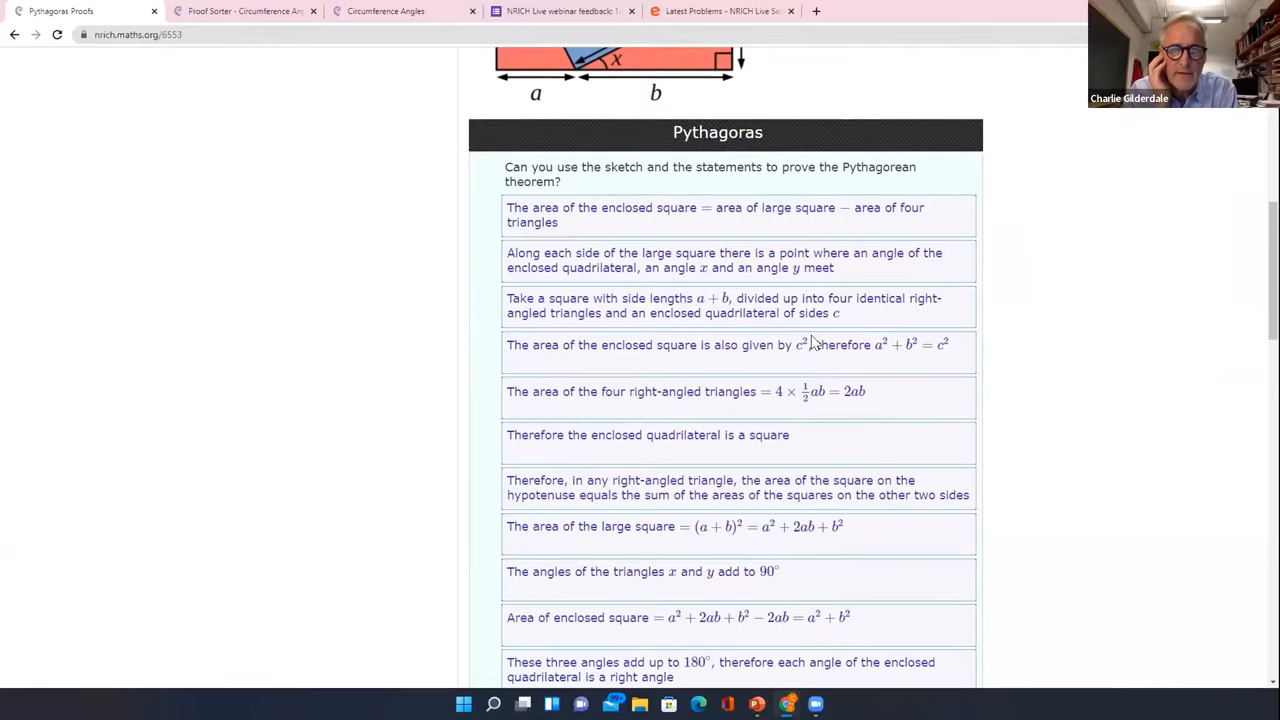 Pythagoras Proofs
Proof Sorter - Circumference An
Circumference Angles
NRICH Live webinar feedback: 1
Latest Problems - NRICH Live Se
nrich.maths.org/6553
Charlie Gilderdale
x
a
b
Pythagoras
Can you use the sketch and the statements to prove the Pythagorean
theorem?
The area of the enclosed square = area of large square − area of four
triangles
Along each side of the large square there is a point where an angle of the
enclosed quadrilateral, an angle x and an angle y meet
Take a square with side lengths a + b, divided up into four identical right-
angled triangles and an enclosed quadrilateral of sides c
The area of the enclosed square is also given by c², therefore a² + b² = c²
The area of the four right-angled triangles = 4 × ½ab = 2ab
Therefore the enclosed quadrilateral is a square
Therefore, in any right-angled triangle, the area of the square on the
hypotenuse equals the sum of the areas of the squares on the other two sides
The area of the large square = (a + b)² = a² + 2ab + b²
The angles of the triangles x and y add to 90°
Area of enclosed square = a² + 2ab + b² − 2ab = a² + b²
These three angles add up to 180°, therefore each angle of the enclosed
quadrilateral is a right angle
99+